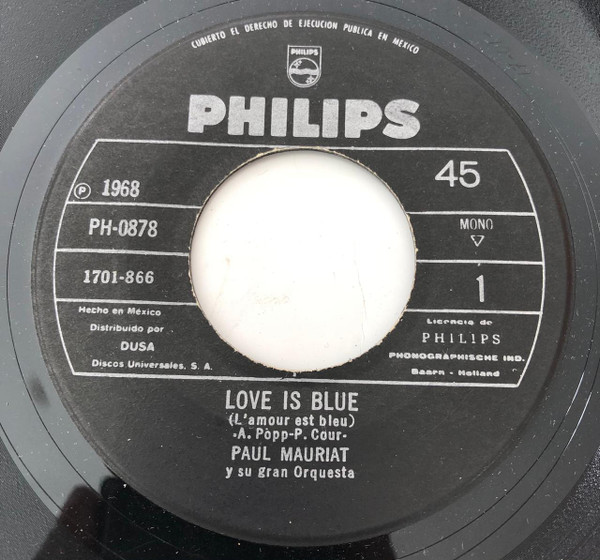 CUBIERTO EL DERECHO DE EJECUCION PUBLICA EN MEXICO
PHILIPS
PHILIPS
45
Ⓟ 1968
PH-0878
MONO
1701-866
1
Hecho en México
Distribuido por
DUSA
Discos Universales, S. A.
Licencia de
PHILIPS
PHONOGRAPHISCHE IND.
Baarn - Holland
LOVE IS BLUE
(L'amour est bleu)
-A. Popp-P. Cour-
PAUL MAURIAT
y su gran Orquesta